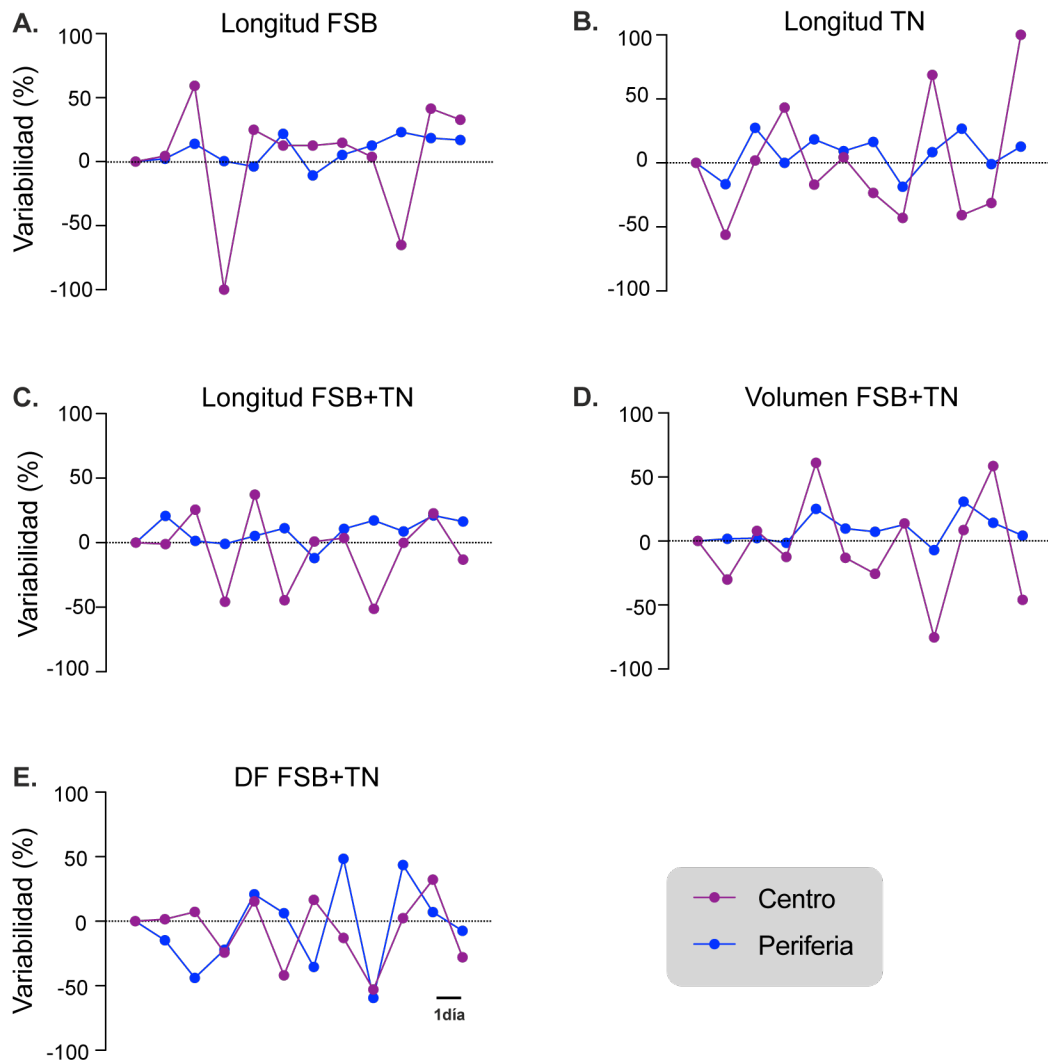 A.
Longitud FSB
100
50
0
-50
-100
Variabilidad (%)
B.
Longitud TN
100
50
0
-50
-100
C.
Longitud FSB+TN
100
50
0
-50
-100
Variabilidad (%)
D.
Volumen FSB+TN
100
50
0
-50
-100
E.
DF FSB+TN
100
50
0
-50
-100
Variabilidad (%)
1día
Centro
Periferia